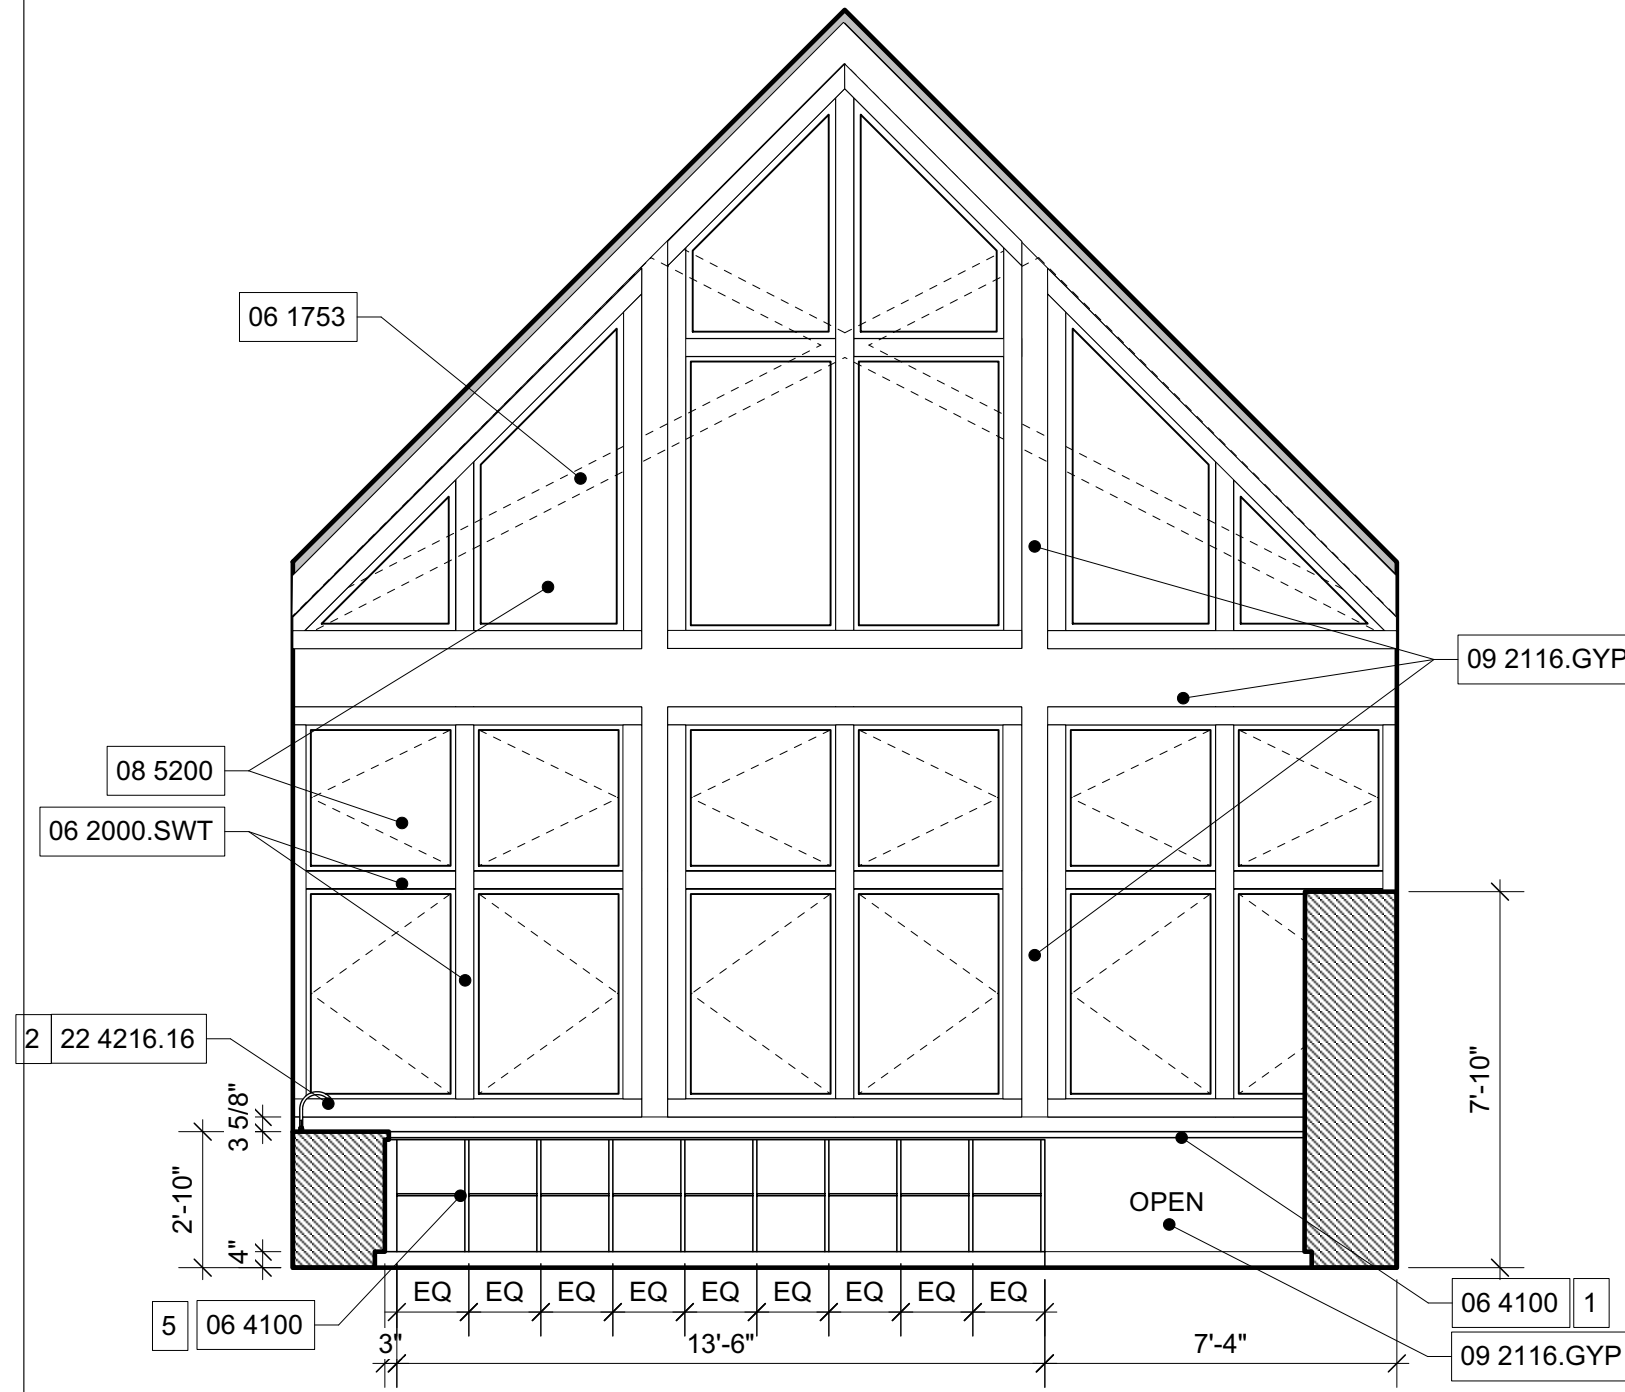 06 1753
09 2116.GYP
08 5200
06 2000.SWT
2 22 4216.16
3 5/8"
7'-10"
2'-10"
4"
OPEN
EQ EQ EQ EQ EQ EQ EQ EQ EQ
06 4100 1
5 06 4100
3" 13'-6" 7'-4"
09 2116.GYP